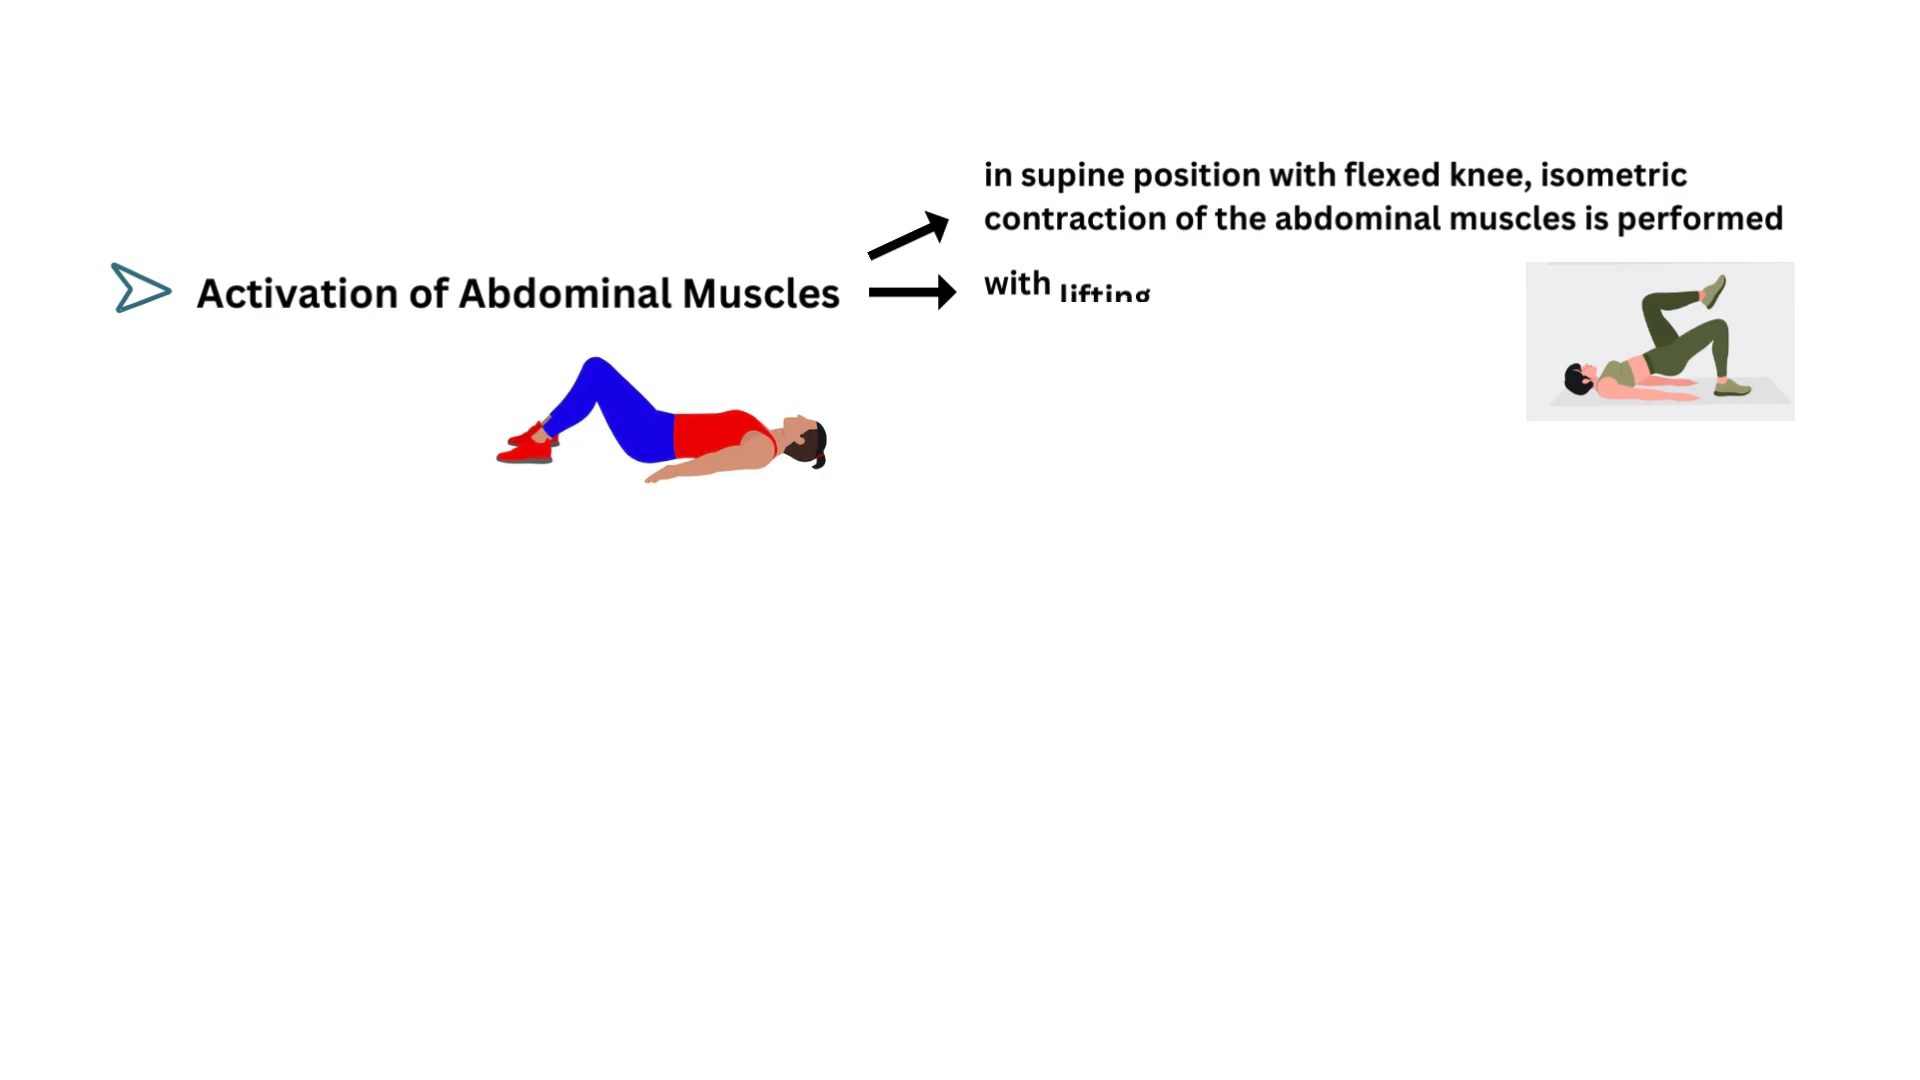 in supine position with flexed knee, isometric
contraction of the abdominal muscles is performed
Activation of Abdominal Muscles
with lifting